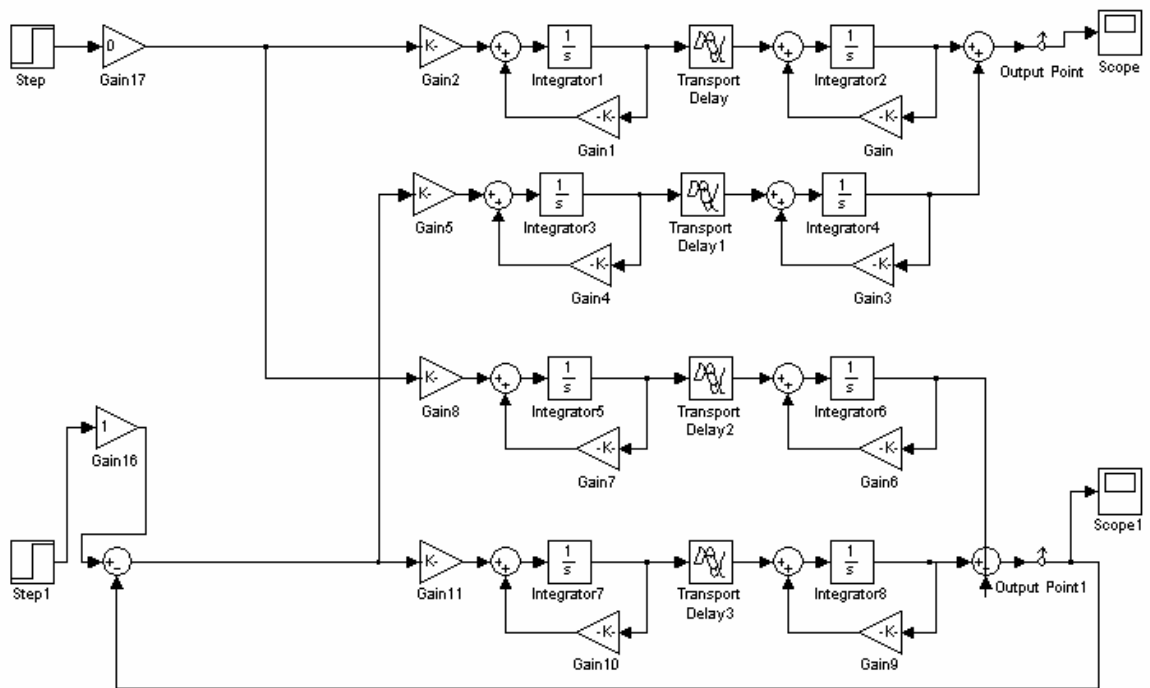 Step
0
Gain17
K-
Gain2
+
+
1
s
Integrator1
Transport
Delay
+
+
1
s
Integrator2
+
+
Output Point
Scope
-K-
Gain1
-K-
Gain
K-
Gain5
+
+
1
s
Integrator3
Transport
Delay1
+
+
1
s
Integrator4
-K-
Gain4
-K-
Gain3
K-
Gain8
+
+
1
s
Integrator5
Transport
Delay2
+
+
1
s
Integrator6
1
Gain16
-K-
Gain7
-K-
Gain6
Scope1
Step1
+
-
K-
Gain11
+
+
1
s
Integrator7
Transport
Delay3
+
+
1
s
Integrator8
Output Point1
-K-
Gain10
-K-
Gain9